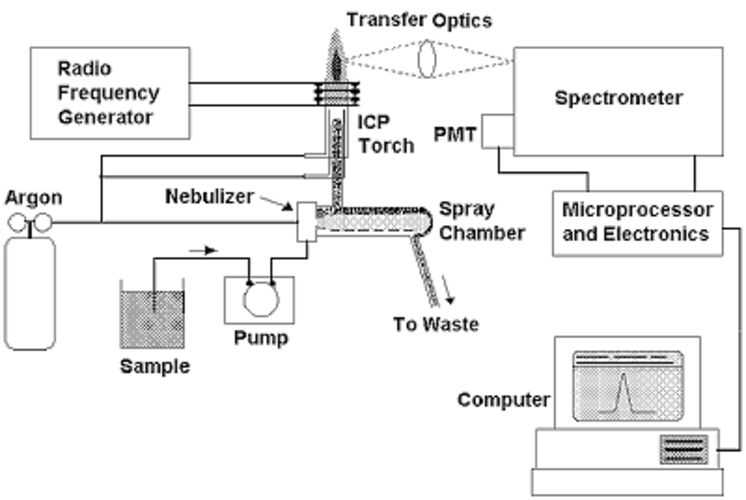 Transfer Optics
Radio
Frequency
Generator
Spectrometer
ICP
Torch
PMT
Argon
Nebulizer
Spray
Chamber
Microprocessor
and Electronics
To Waste
Pump
Sample
Computer